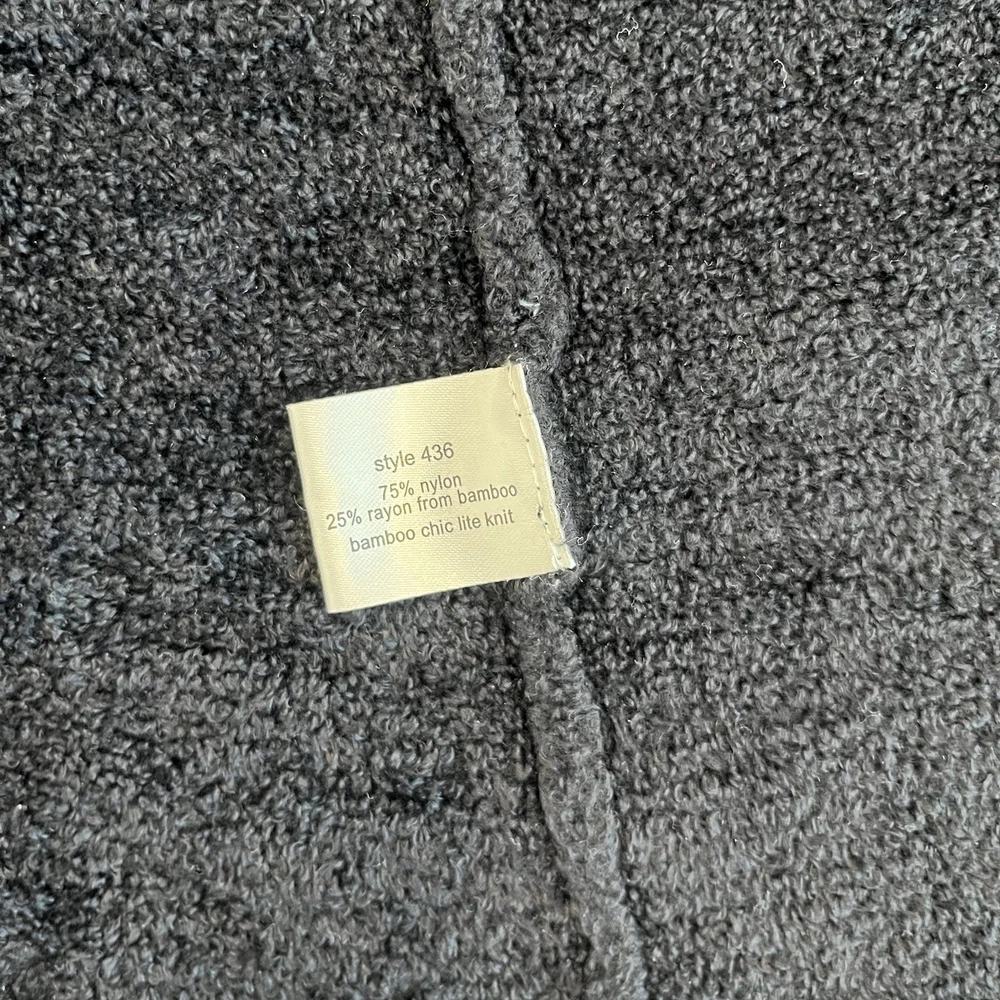 style 436
75% nylon
25% rayon from bamboo
bamboo chic lite knit